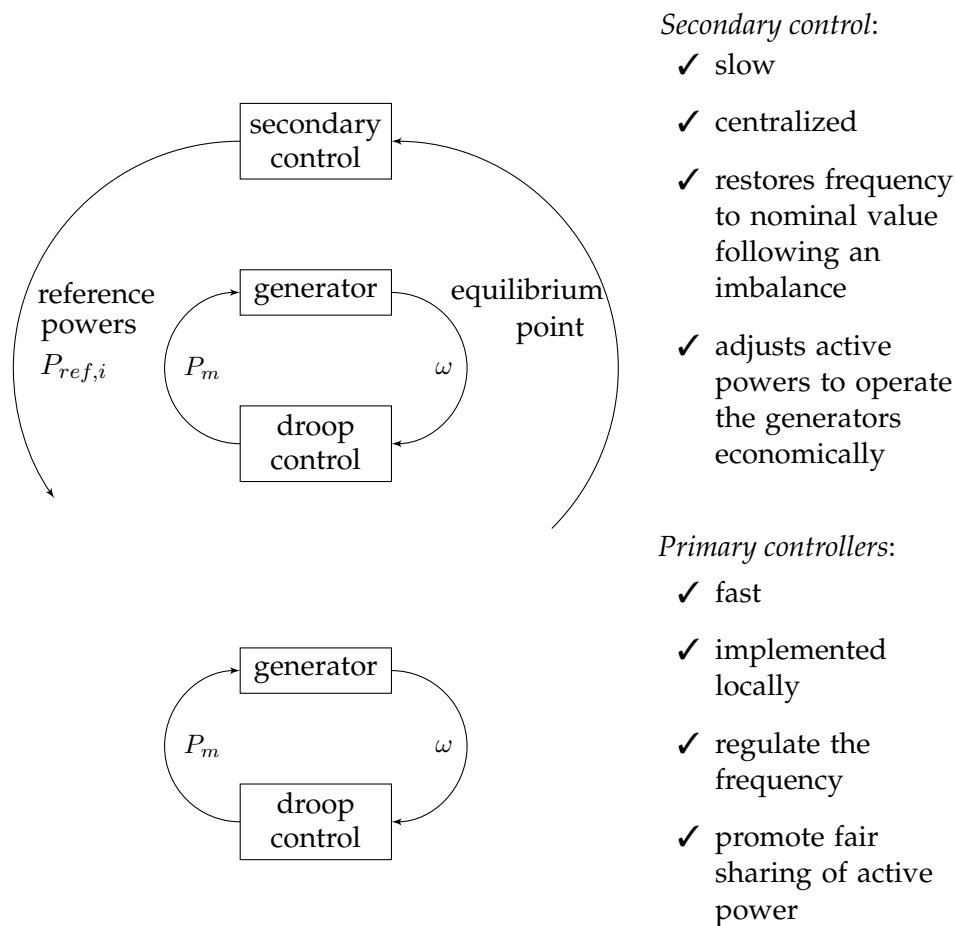 secondary
control
generator
reference
powers
P_{ref,i}
P_m
ω
equilibrium
point
droop
control
generator
P_m
ω
droop
control
Secondary control:
✓ slow
✓ centralized
✓ restores frequency
to nominal value
following an
imbalance
✓ adjusts active
powers to operate
the generators
economically
Primary controllers:
✓ fast
✓ implemented
locally
✓ regulate the
frequency
✓ promote fair
sharing of active
power